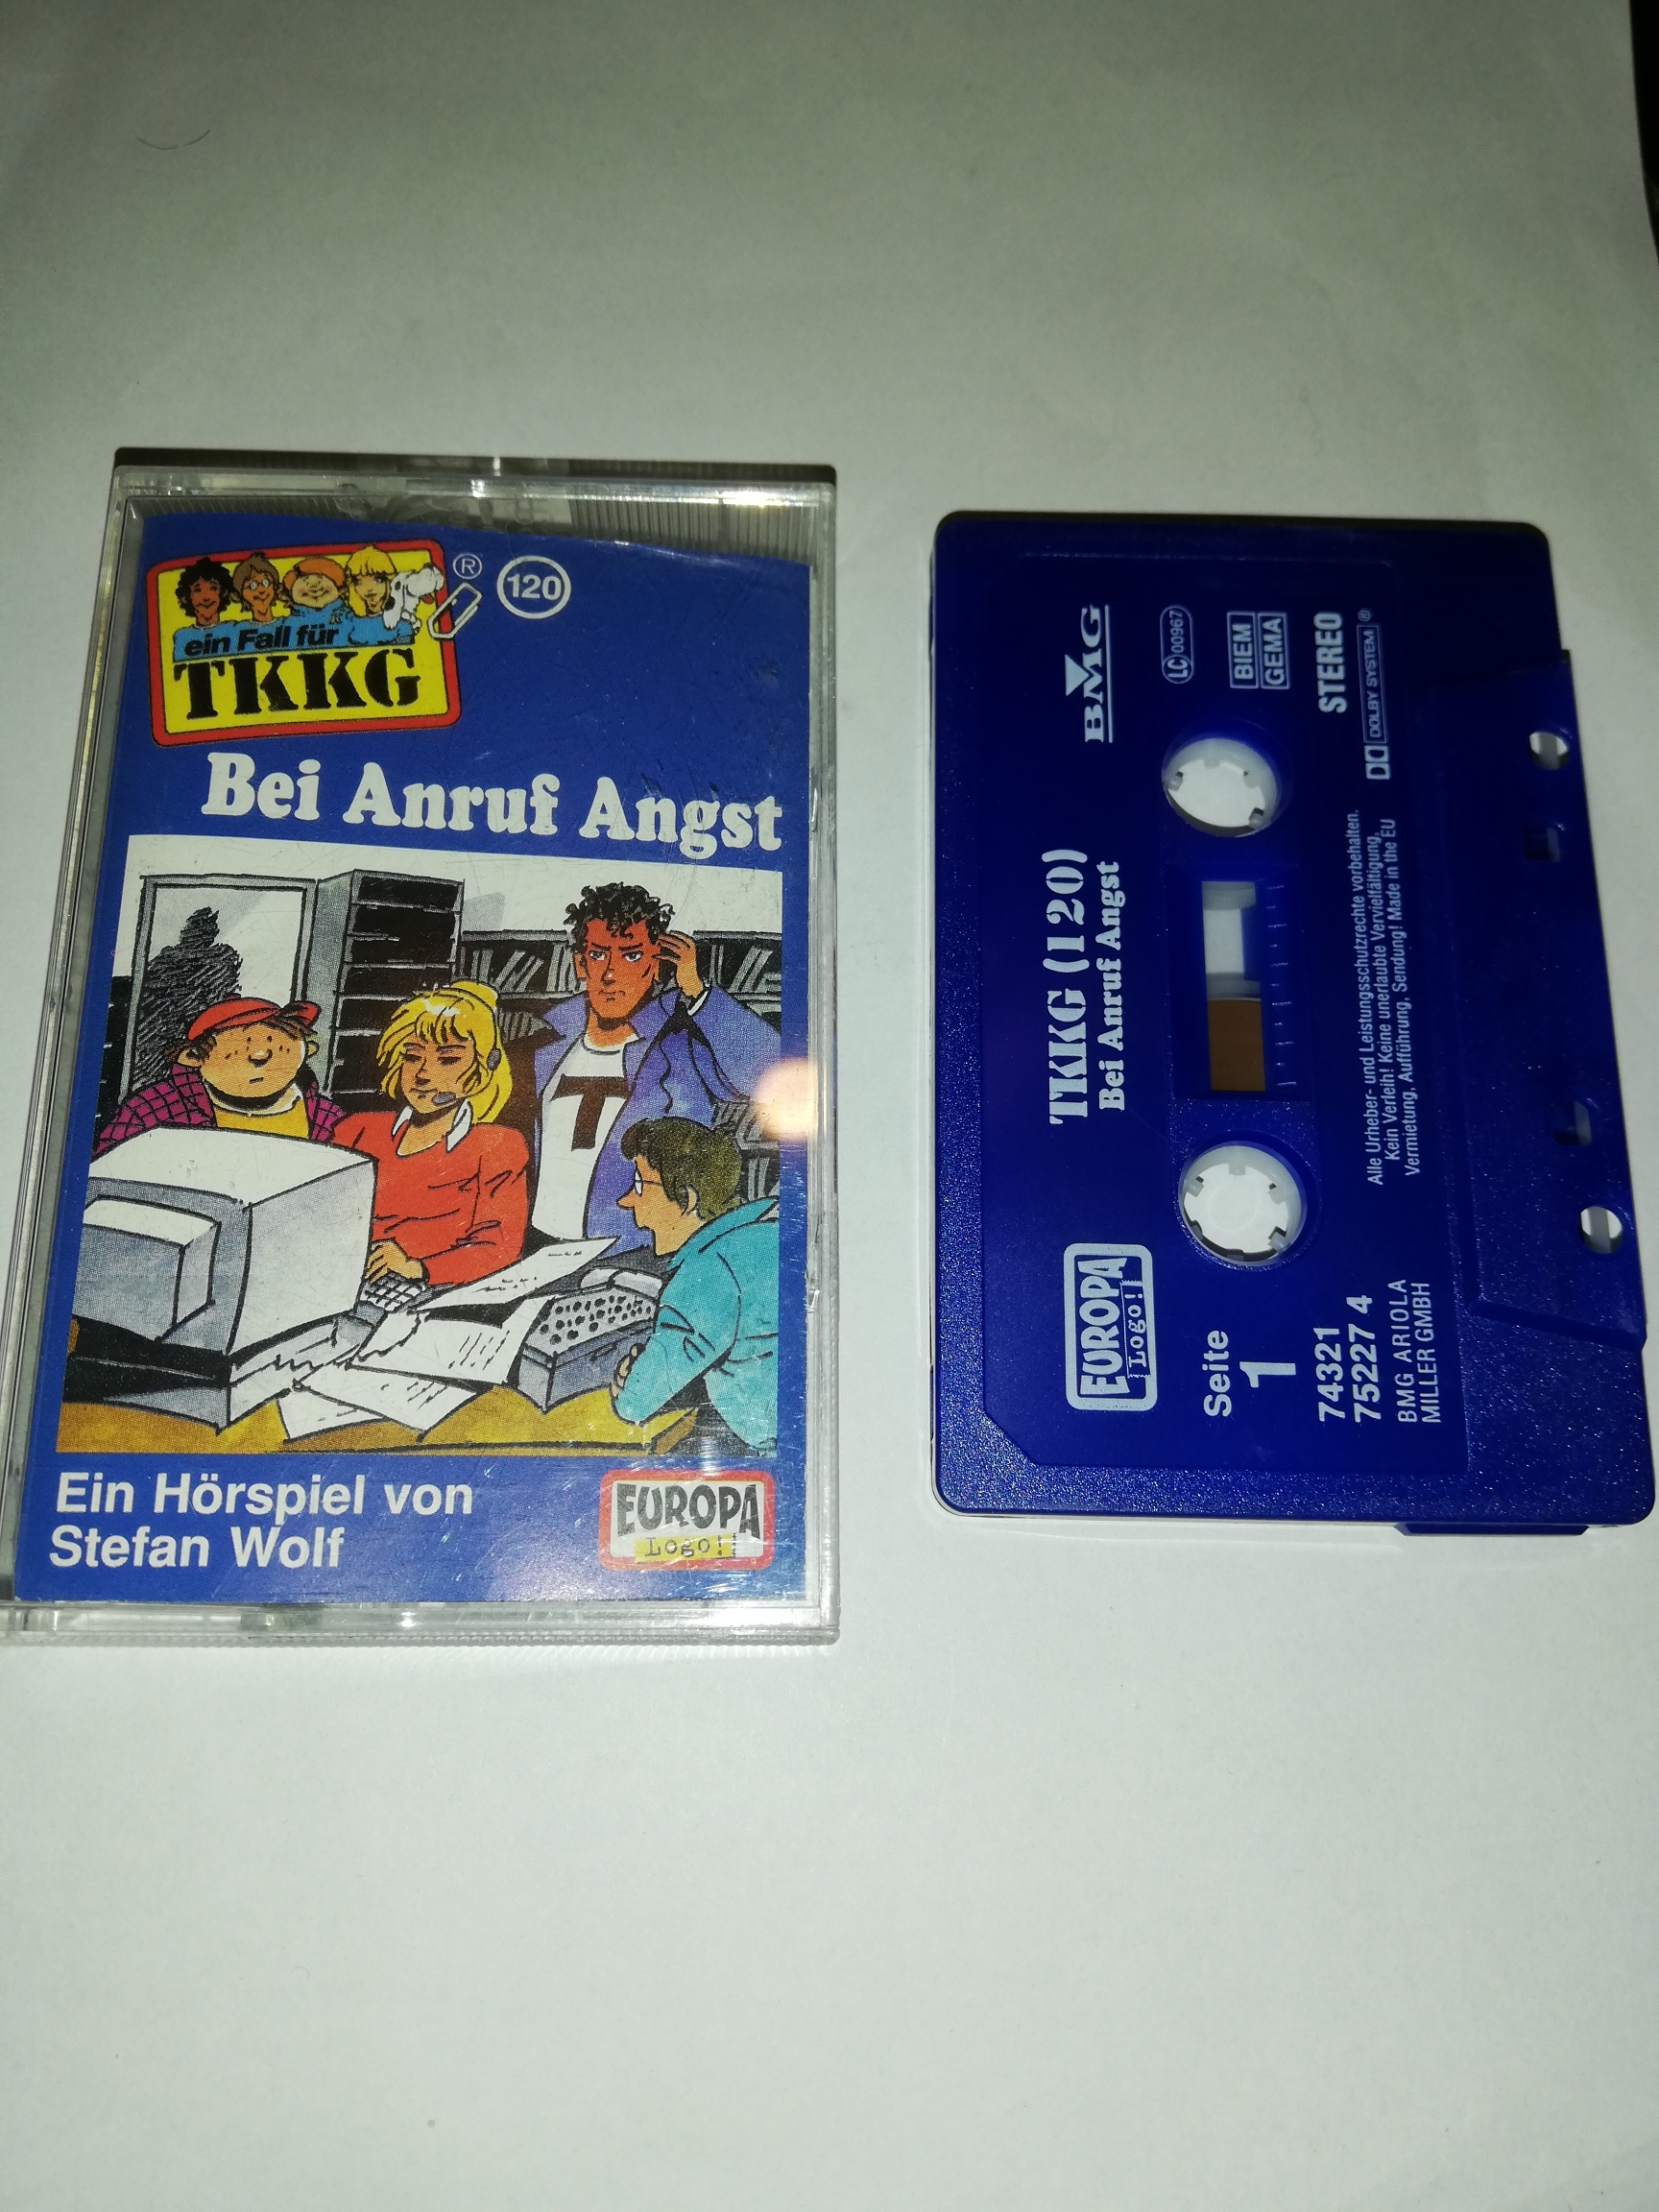 ein Fall für
TKKG
®
120
Bei Anruf Angst
T
Ein Hörspiel von
Stefan Wolf
EUROPA
Logo!
TKKG (120)
Bei Anruf Angst
BMG
LC 00967
BIEM
GEMA
STEREO
DOLBY SYSTEM ®
EUROPA
Logo!
Seite
1
74321
75227 4
BMG ARIOLA
MILLER GMBH
Alle Urheber- und Leistungsschutzrechte vorbehalten.
Kein Verleih! Keine unerlaubte Vervielfältigung,
Vermietung, Aufführung, Sendung! Made in the EU